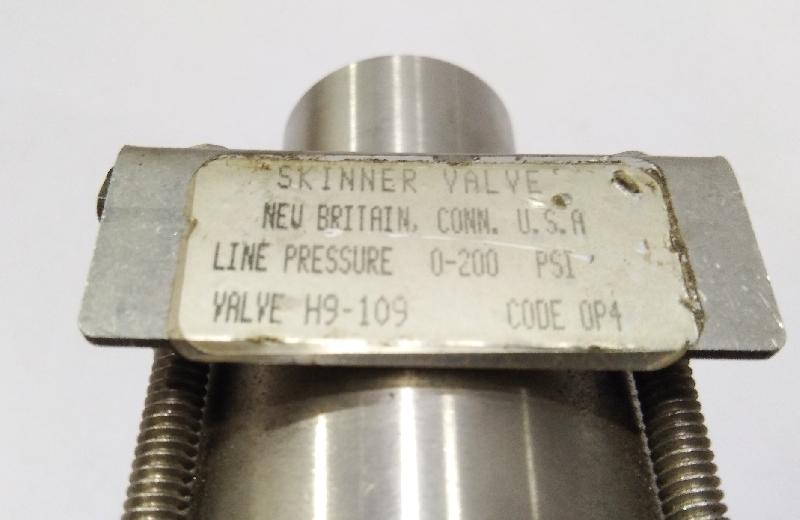 SKINNER VALVE
NEW BRITAIN, CONN. U.S.A
LINE PRESSURE 0-200 PSI
VALVE H9-109 CODE OP4